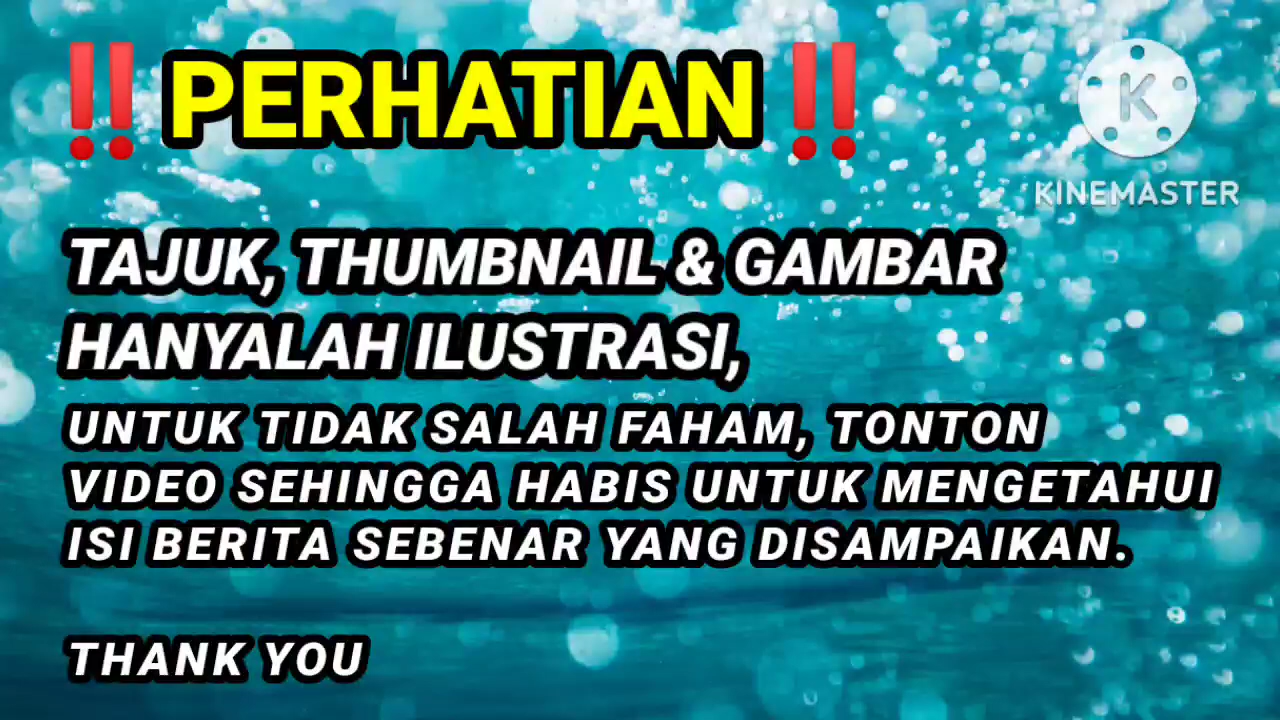 ‼PERHATIAN‼
K
KINEMASTER
TAJUK, THUMBNAIL & GAMBAR
HANYALAH ILUSTRASI,
UNTUK TIDAK SALAH FAHAM, TONTON
VIDEO SEHINGGA HABIS UNTUK MENGETAHUI
ISI BERITA SEBENAR YANG DISAMPAIKAN.
THANK YOU